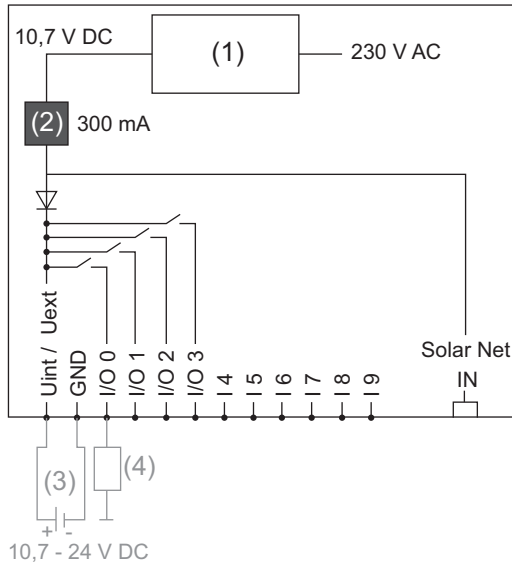 10,7 V DC
(1)
230 V AC
(2)
300 mA
Uint / Uext
GND
I/O 0
I/O 1
I/O 2
I/O 3
I 4
I 5
I 6
I 7
I 8
I 9
Solar Net
IN
(3)
(4)
+ -
10,7 - 24 V DC